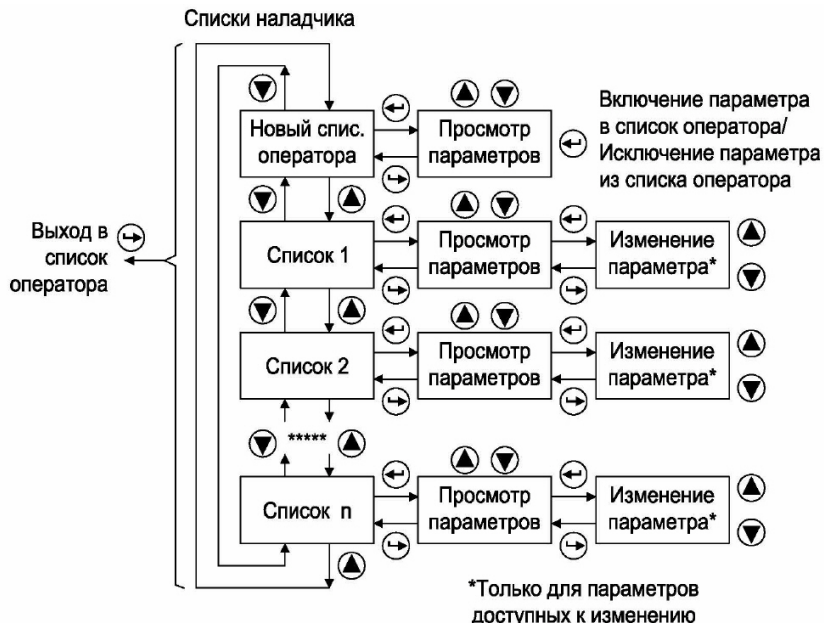 Списки наладчика
Новый спис.
оператора
Просмотр
параметров
Включение параметра
в список оператора/
Исключение параметра
из списка оператора
Выход в
список
оператора
Список 1
Просмотр
параметров
Изменение
параметра*
Список 2
Просмотр
параметров
Изменение
параметра*
*****
Список n
Просмотр
параметров
Изменение
параметра*
*Только для параметров
доступных к изменению